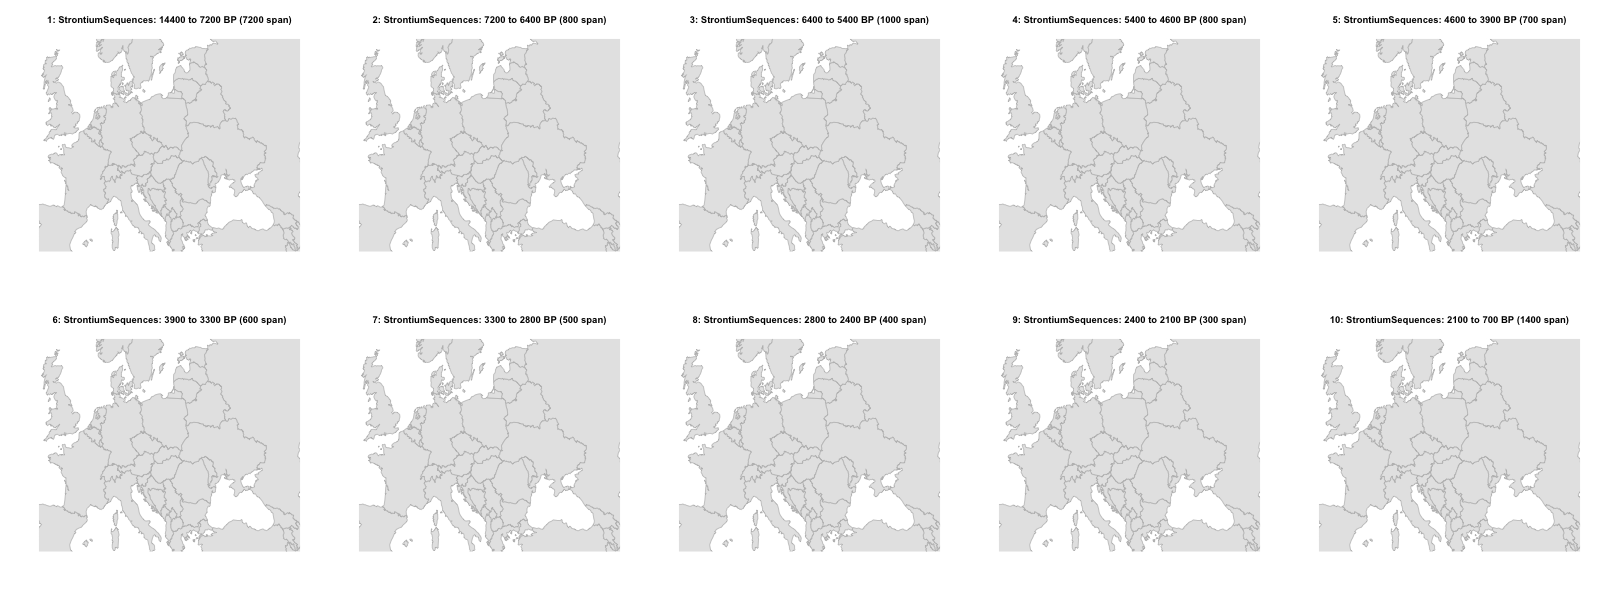 1: StrontiumSequences: 14400 to 7200 BP (7200 span)
2: StrontiumSequences: 7200 to 6400 BP (800 span)
3: StrontiumSequences: 6400 to 5400 BP (1000 span)
4: StrontiumSequences: 5400 to 4600 BP (800 span)
5: StrontiumSequences: 4600 to 3900 BP (700 span)
6: StrontiumSequences: 3900 to 3300 BP (600 span)
7: StrontiumSequences: 3300 to 2800 BP (500 span)
8: StrontiumSequences: 2800 to 2400 BP (400 span)
9: StrontiumSequences: 2400 to 2100 BP (300 span)
10: StrontiumSequences: 2100 to 700 BP (1400 span)